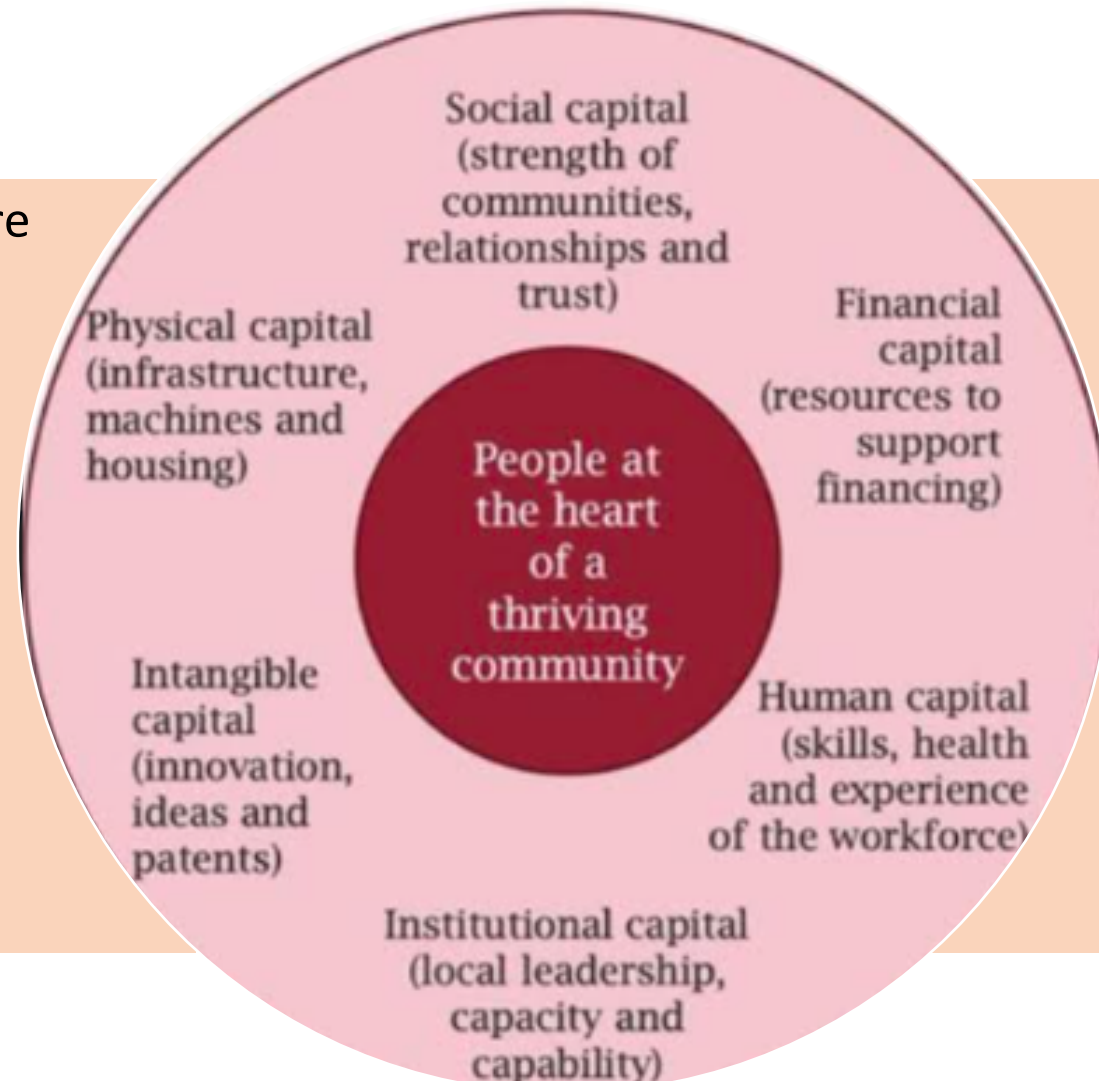 re
Social capital
(strength of
communities,
relationships and
trust)
Financial
capital
(resources to
support
financing)
Human capital
(skills, health
and experience
of the workforce)
Institutional capital
(local leadership,
capacity and
capability)
Intangible
capital
(innovation,
ideas and
patents)
Physical capital
(infrastructure,
machines and
housing)
People at
the heart
of a
thriving
community